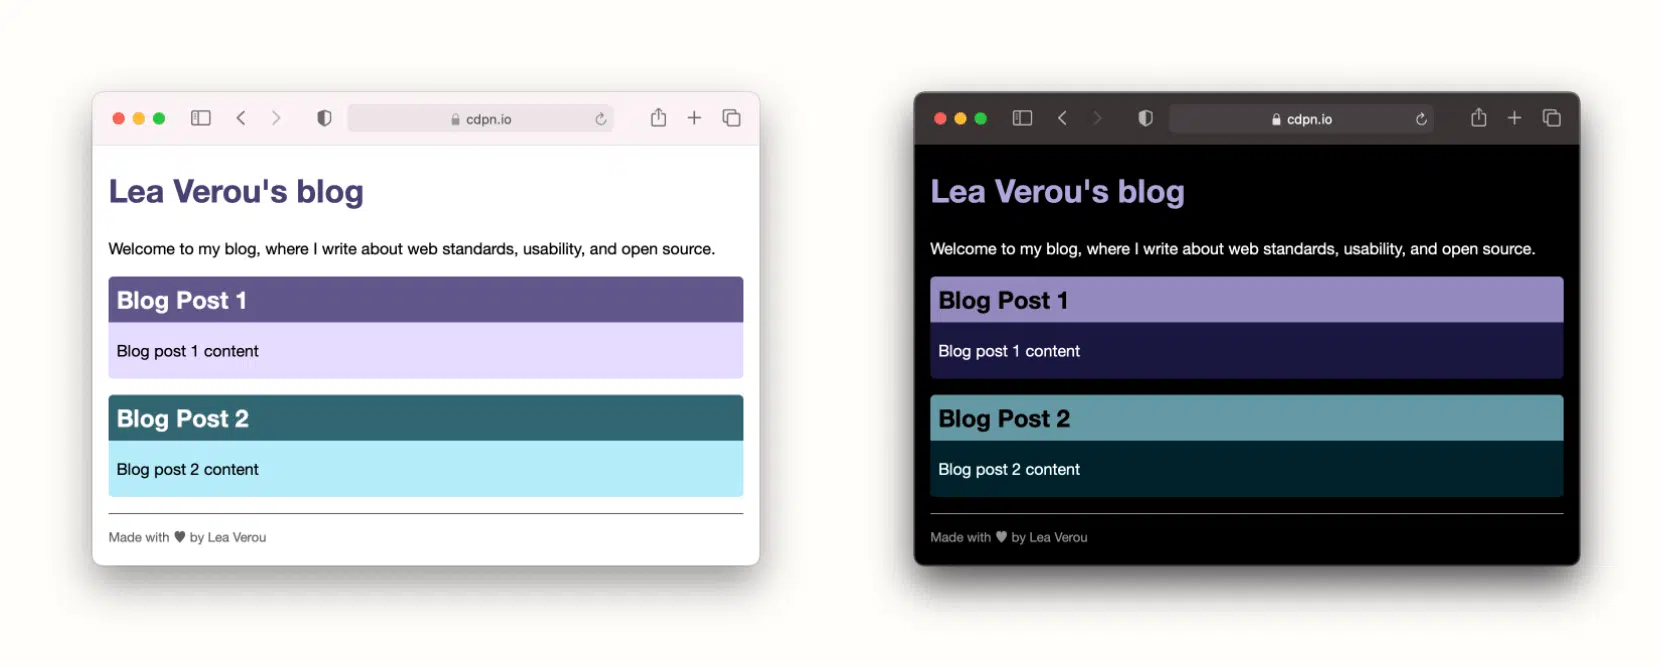 cdpn.io
Lea Verou's blog
Welcome to my blog, where I write about web standards, usability, and open source.
Blog Post 1
Blog post 1 content
Blog Post 2
Blog post 2 content
Made with ♥ by Lea Verou
cdpn.io
Lea Verou's blog
Welcome to my blog, where I write about web standards, usability, and open source.
Blog Post 1
Blog post 1 content
Blog Post 2
Blog post 2 content
Made with ♥ by Lea Verou